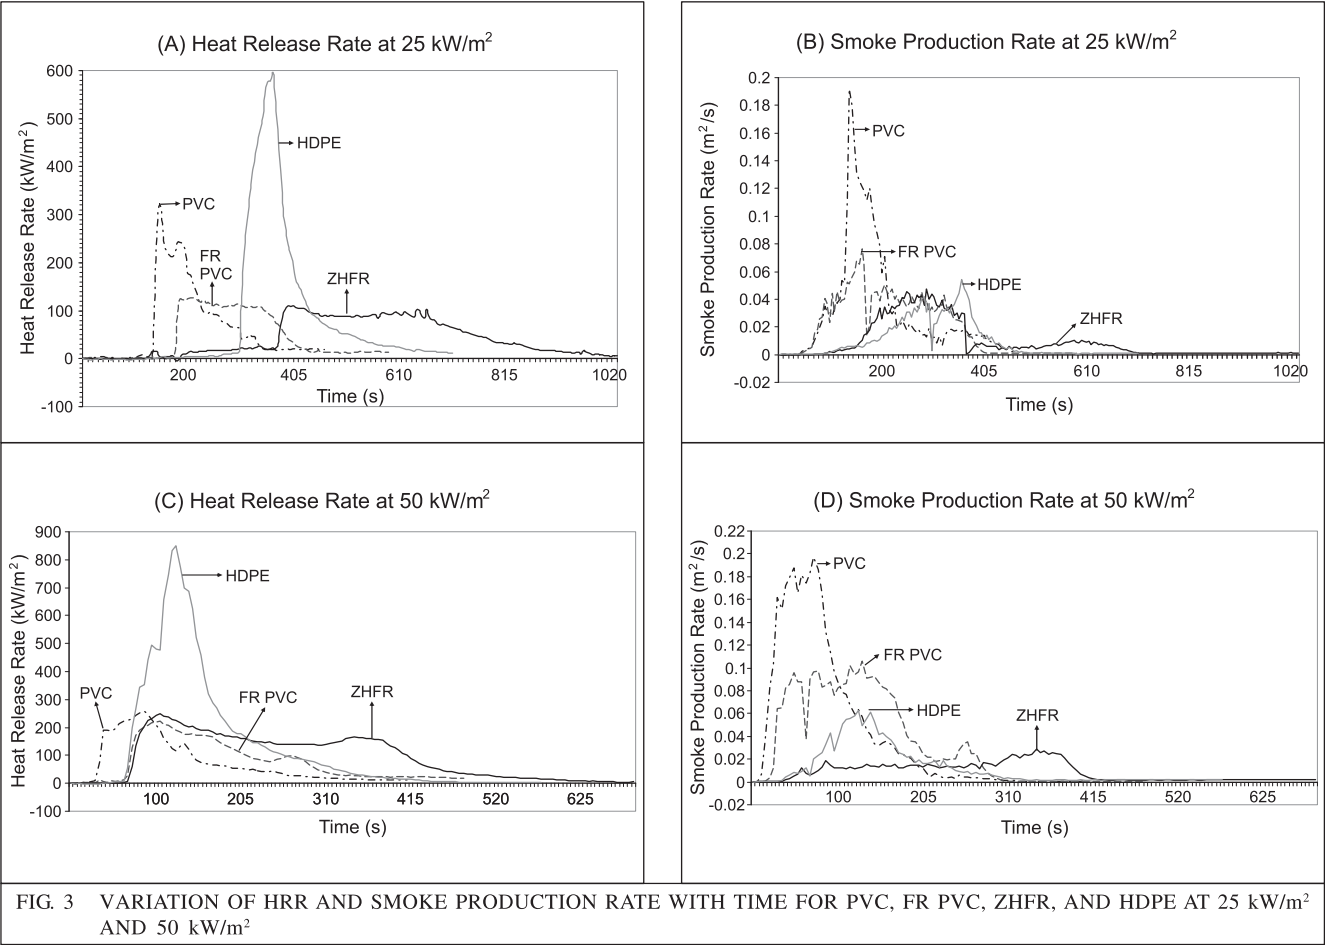 (A) Heat Release Rate at 25 kW/m²
Heat Release Rate (kW/m²)
600
500
400
300
200
100
0
-100
HDPE
PVC
FR
PVC
ZHFR
200 405 610 815 1020
Time (s)
(B) Smoke Production Rate at 25 kW/m²
Smoke Production Rate (m²/s)
0.2
0.18
0.16
0.14
0.12
0.1
0.08
0.06
0.04
0.02
0
-0.02
PVC
FR PVC
HDPE
ZHFR
200 405 610 815 1020
Time (s)
(C) Heat Release Rate at 50 kW/m²
Heat Release Rate (kW/m²)
900
800
700
600
500
400
300
200
100
0
-100
HDPE
PVC
FR PVC
ZHFR
100 205 310 415 520 625
Time (s)
(D) Smoke Production Rate at 50 kW/m²
Smoke Production Rate (m²/s)
0.22
0.2
0.18
0.16
0.14
0.12
0.1
0.08
0.06
0.04
0.02
0
-0.02
PVC
FR PVC
HDPE
ZHFR
100 205 310 415 520 625
Time (s)
FIG. 3 VARIATION OF HRR AND SMOKE PRODUCTION RATE WITH TIME FOR PVC, FR PVC, ZHFR, AND HDPE AT 25 kW/m²
AND 50 kW/m²